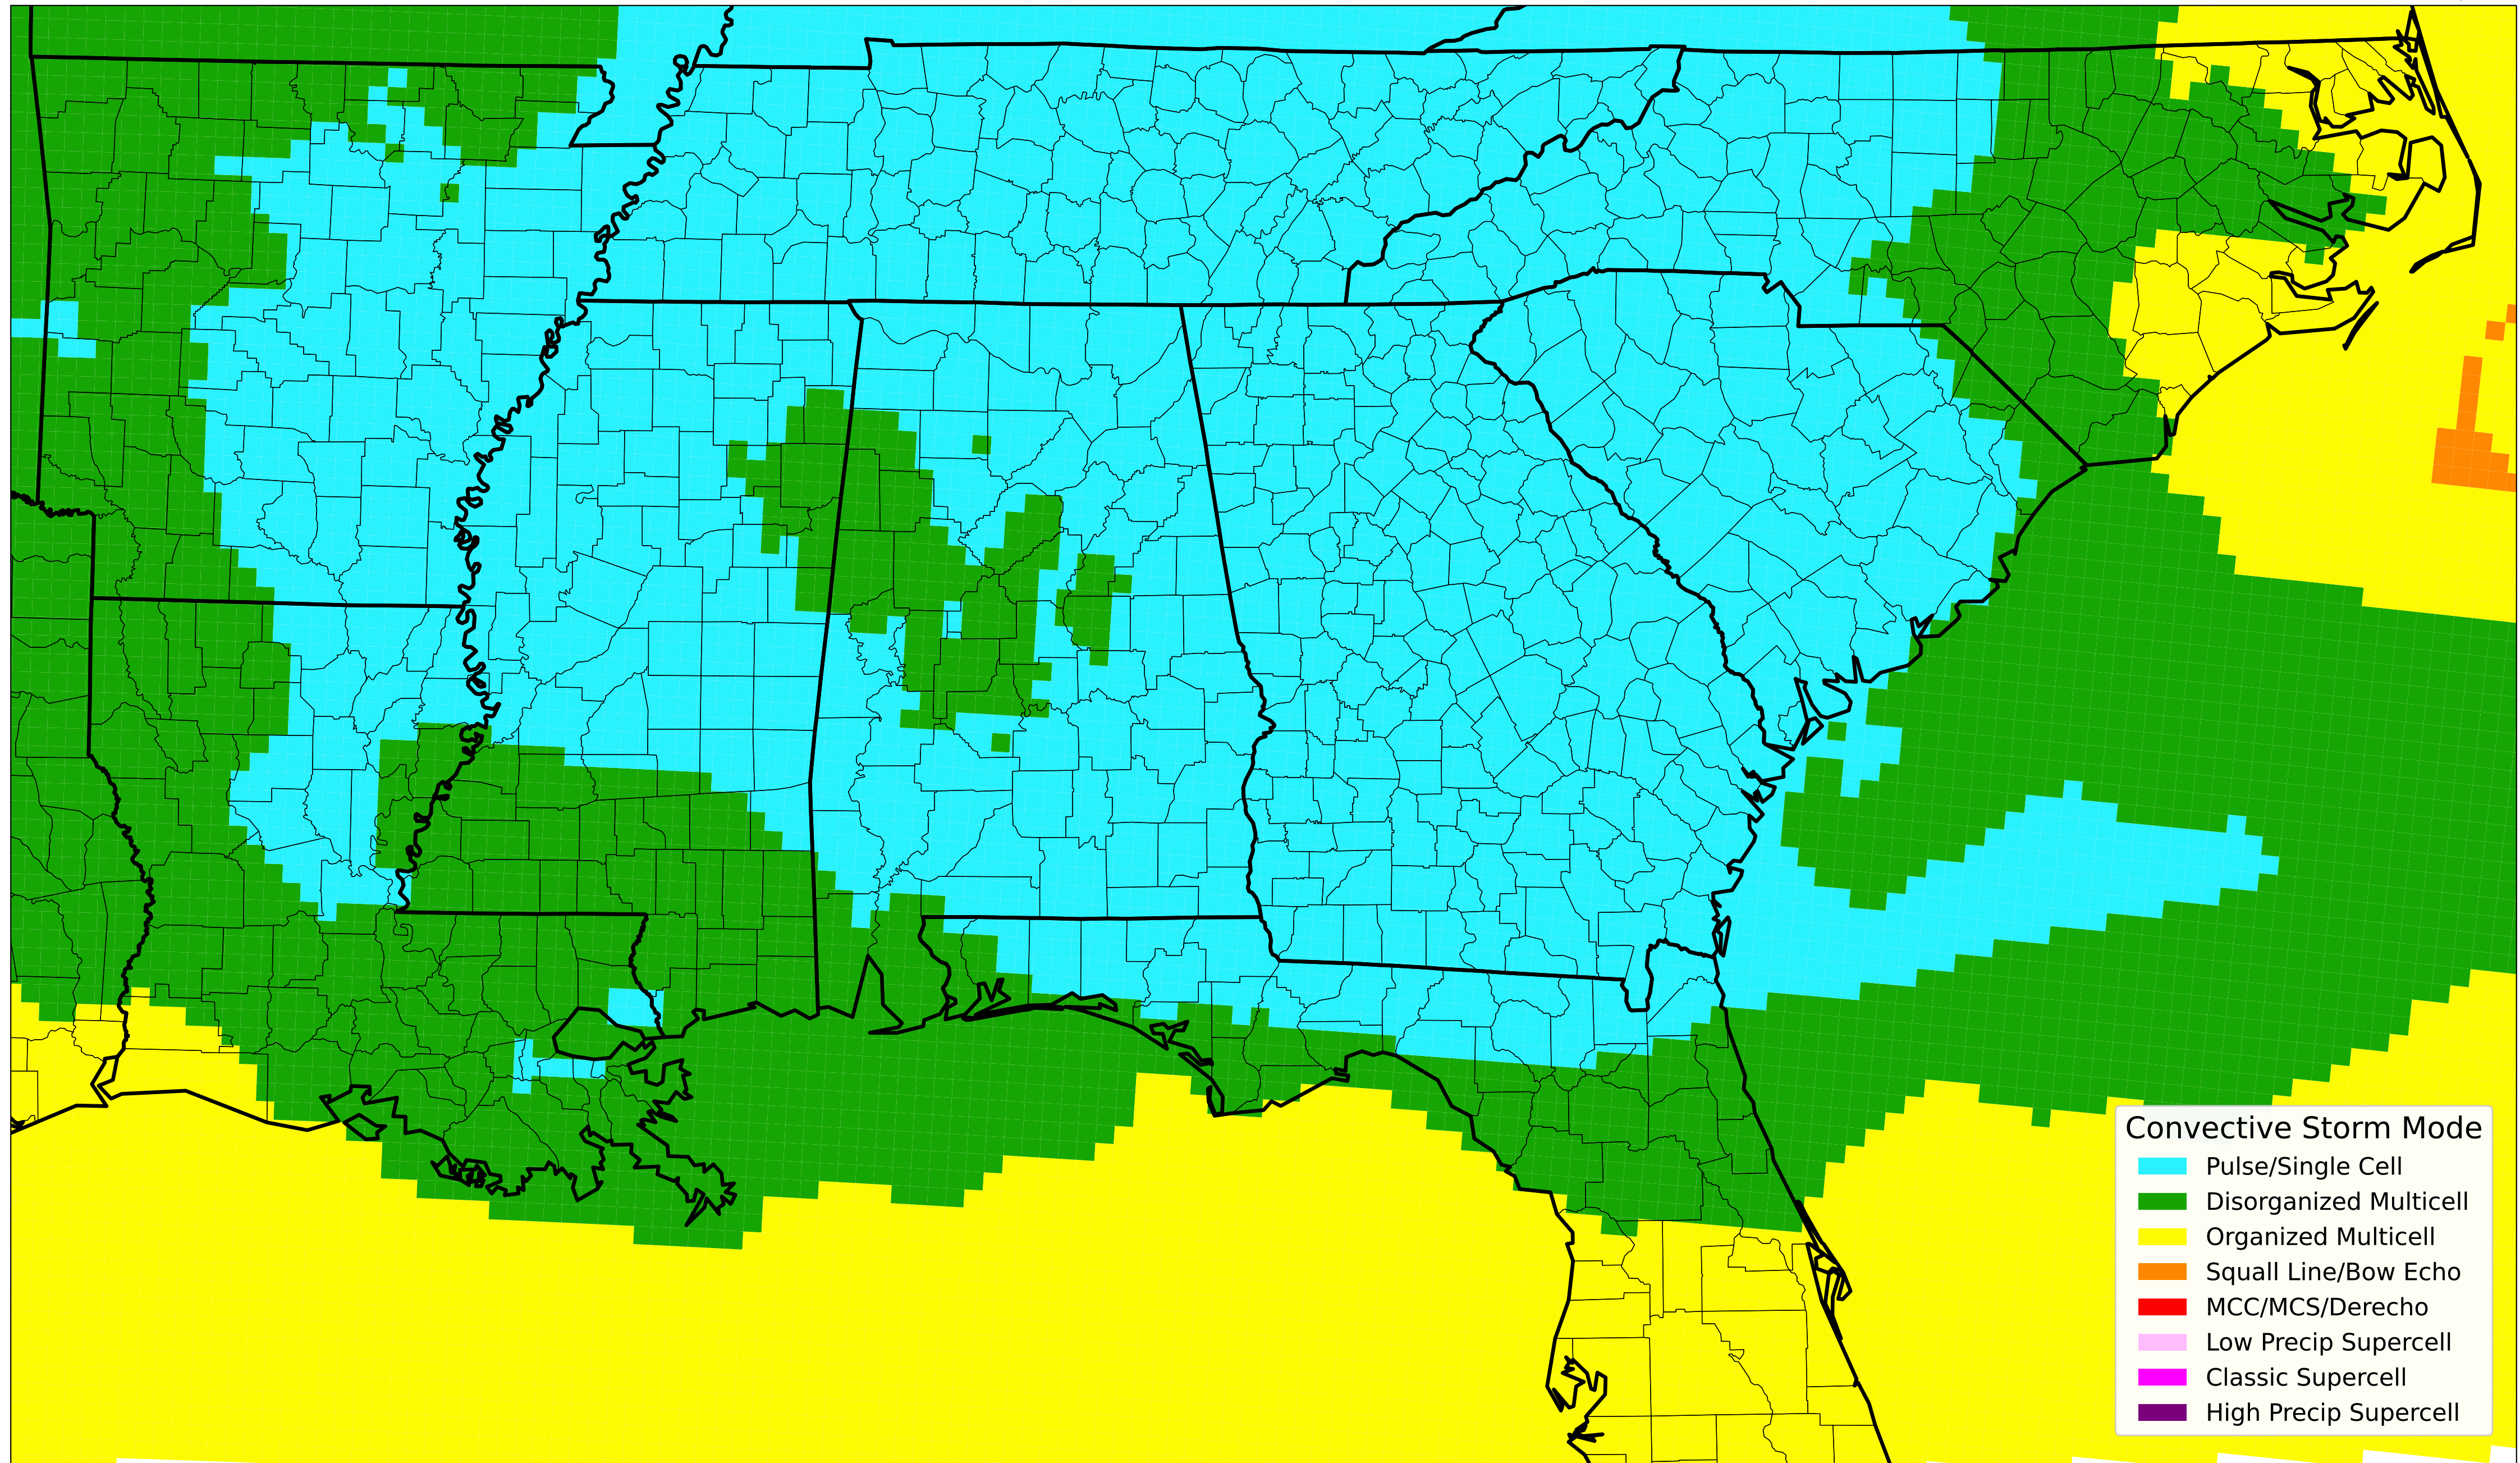 Convective Storm Mode
Pulse/Single Cell
Disorganized Multicell
Organized Multicell
Squall Line/Bow Echo
MCC/MCS/Derecho
Low Precip Supercell
Classic Supercell
High Precip Supercell